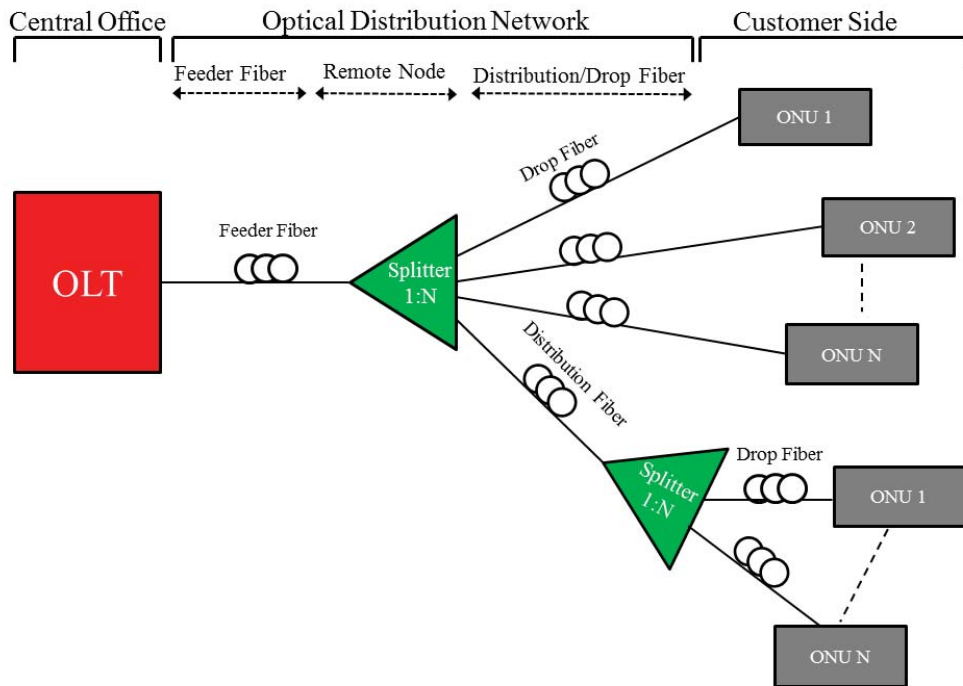 Central Office
Optical Distribution Network
Customer Side
Feeder Fiber
Remote Node
Distribution/Drop Fiber
ONU 1
Drop Fiber
ONU 2
Feeder Fiber
OLT
Splitter
1:N
ONU N
Distribution Fiber
Drop Fiber
Splitter
1:N
ONU 1
ONU N